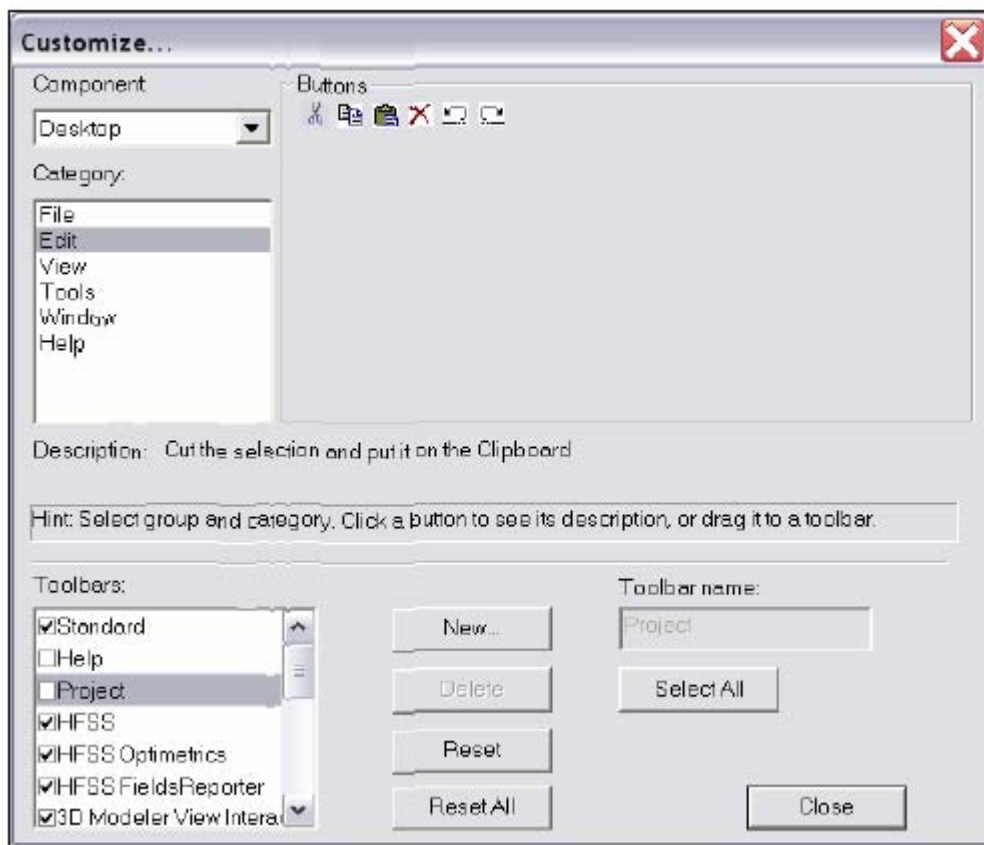 Customize...
Component
Desktop
Category:
File
Edit
View
Tools
Window
Help
Buttons
Description: Cut the selection and put it on the Clipboard
Hint: Select group and category. Click a button to see its description, or drag it to a toolbar.
Toolbars:
Standard
Help
Project
HFSS
HFSS Optimetrics
HFSS FieldsReporter
3D Modeler View Interac
New...
Delete
Reset
Reset All
Toolbar name:
Project
Select All
Close